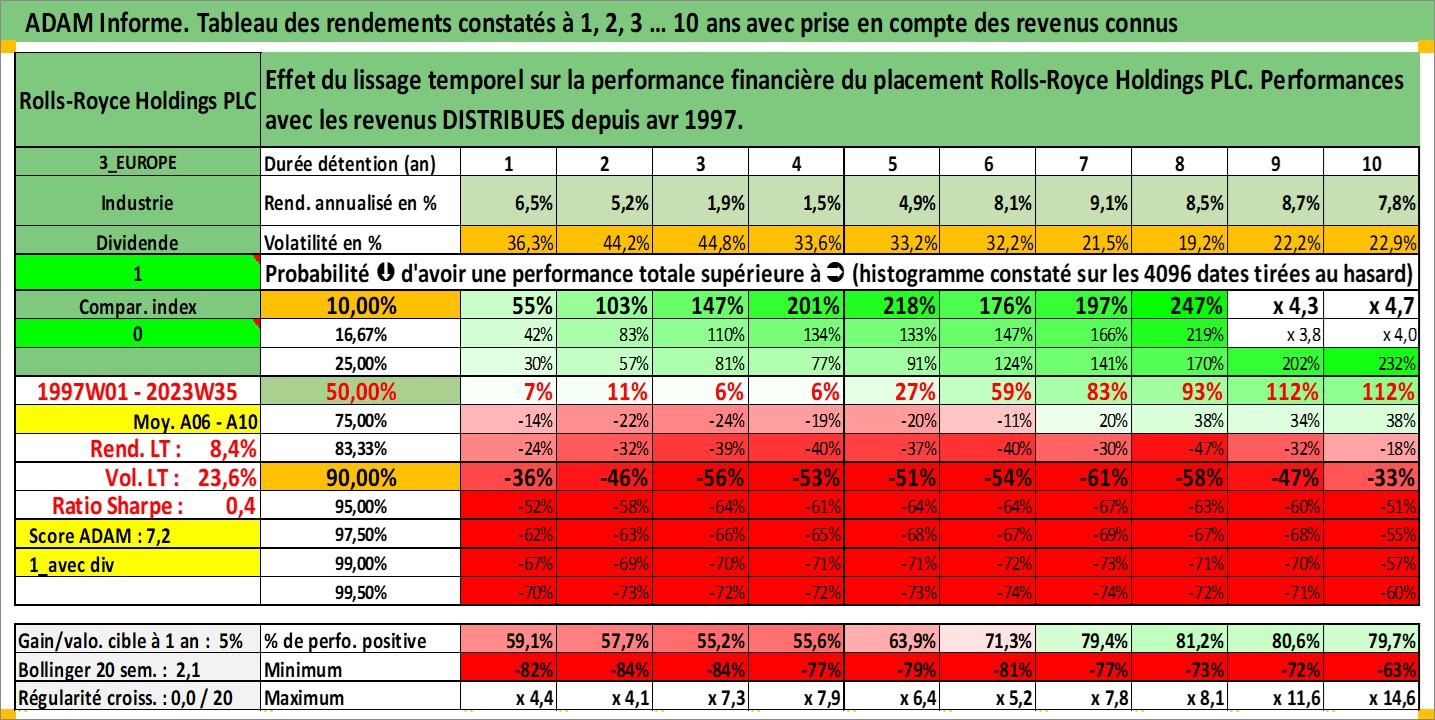 ADAM Informe. Tableau des rendements constatés à 1, 2, 3 ... 10 ans avec prise en compte des revenus connus
Rolls-Royce Holdings PLC
Effet du lissage temporel sur la performance financière du placement Rolls-Royce Holdings PLC. Performances
avec les revenus DISTRIBUES depuis avr 1997.
3_EUROPE Durée détention (an) 1 2 3 4 5 6 7 8 9 10
Industrie Rend. annualisé en % 6,5% 5,2% 1,9% 1,5% 4,9% 8,1% 9,1% 8,5% 8,7% 7,8%
Dividende Volatilité en % 36,3% 44,2% 44,8% 33,6% 33,2% 32,2% 21,5% 19,2% 22,2% 22,9%
1 Probabilité ⬇ d'avoir une performance totale supérieure à ➲ (histogramme constaté sur les 4096 dates tirées au hasard)
Compar. index 10,00% 55% 103% 147% 201% 218% 176% 197% 247% x 4,3 x 4,7
0 16,67% 42% 83% 110% 134% 133% 147% 166% 219% x 3,8 x 4,0
25,00% 30% 57% 81% 77% 91% 124% 141% 170% 202% 232%
1997W01 - 2023W35 50,00% 7% 11% 6% 6% 27% 59% 83% 93% 112% 112%
Moy. A06 - A10 75,00% -14% -22% -24% -19% -20% -11% 20% 38% 34% 38%
Rend. LT : 8,4% 83,33% -24% -32% -39% -40% -37% -40% -30% -47% -32% -18%
Vol. LT : 23,6% 90,00% -36% -46% -56% -53% -51% -54% -61% -58% -47% -33%
Ratio Sharpe : 0,4 95,00% -52% -58% -64% -61% -64% -64% -67% -63% -60% -51%
Score ADAM : 7,2 97,50% -62% -63% -66% -65% -68% -67% -69% -67% -68% -55%
1_avec div 99,00% -67% -69% -70% -71% -71% -72% -73% -71% -70% -57%
99,50% -70% -73% -72% -72% -73% -74% -74% -72% -71% -60%
Gain/valo. cible à 1 an : 5% % de perfo. positive 59,1% 57,7% 55,2% 55,6% 63,9% 71,3% 79,4% 81,2% 80,6% 79,7%
Bollinger 20 sem. : 2,1 Minimum -82% -84% -84% -77% -79% -81% -77% -73% -72% -63%
Régularité croiss. : 0,0 / 20 Maximum x 4,4 x 4,1 x 7,3 x 7,9 x 6,4 x 5,2 x 7,8 x 8,1 x 11,6 x 14,6